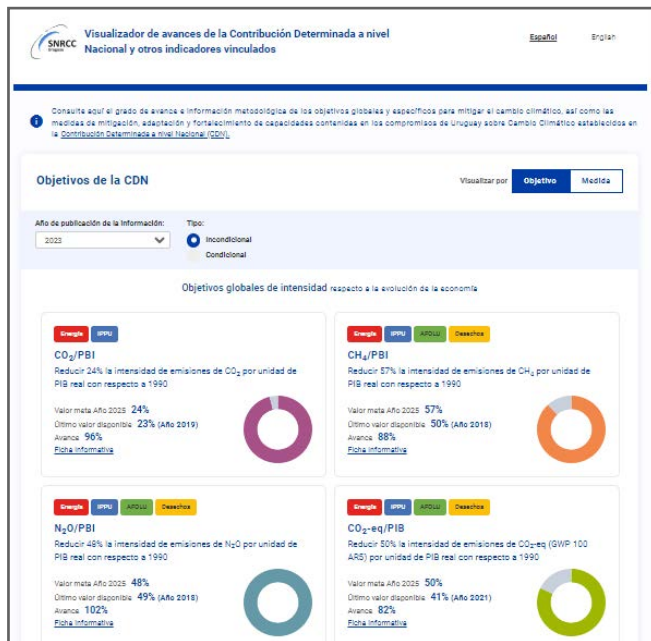 SNRCC
Uruguay
Visualizador de avances de la Contribución Determinada a nivel
Nacional y otros indicadores vinculados
Español English
Consulte aquí el grado de avance e información metodológica de los objetivos globales y específicos para mitigar el cambio climático, así como las
medidas de mitigación, adaptación y fortalecimiento de capacidades contenidas en los compromisos de Uruguay sobre Cambio Climático establecidos en
la Contribución Determinada a nivel Nacional (CDN).
Objetivos de la CDN
Visualizar por Objetivo Medida
Año de publicación de la información:
2023
Tipo:
Incondicional
Condicional
Objetivos globales de intensidad respecto a la evolución de la economía
Energía IPPU
CO₂/PBI
Reducir 24% la intensidad de emisiones de CO₂ por unidad de
PIB real con respecto a 1990
Valor meta Año 2025 24%
Último valor disponible 23% (Año 2019)
Avance 96%
Ficha informativa
Energía IPPU AFOLU Desechos
CH₄/PBI
Reducir 57% la intensidad de emisiones de CH₄ por unidad de
PIB real con respecto a 1990
Valor meta Año 2025 57%
Último valor disponible 50% (Año 2018)
Avance 88%
Ficha informativa
Energía IPPU AFOLU Desechos
N₂O/PBI
Reducir 48% la intensidad de emisiones de N₂O por unidad de
PIB real con respecto a 1990
Valor meta Año 2025 48%
Último valor disponible 49% (Año 2018)
Avance 102%
Ficha informativa
Energía IPPU AFOLU Desechos
CO₂-eq/PIB
Reducir 50% la intensidad de emisiones de CO₂-eq (GWP 100
AR5) por unidad de PIB real con respecto a 1990
Valor meta Año 2025 50%
Último valor disponible 41% (Año 2021)
Avance 82%
Ficha informativa